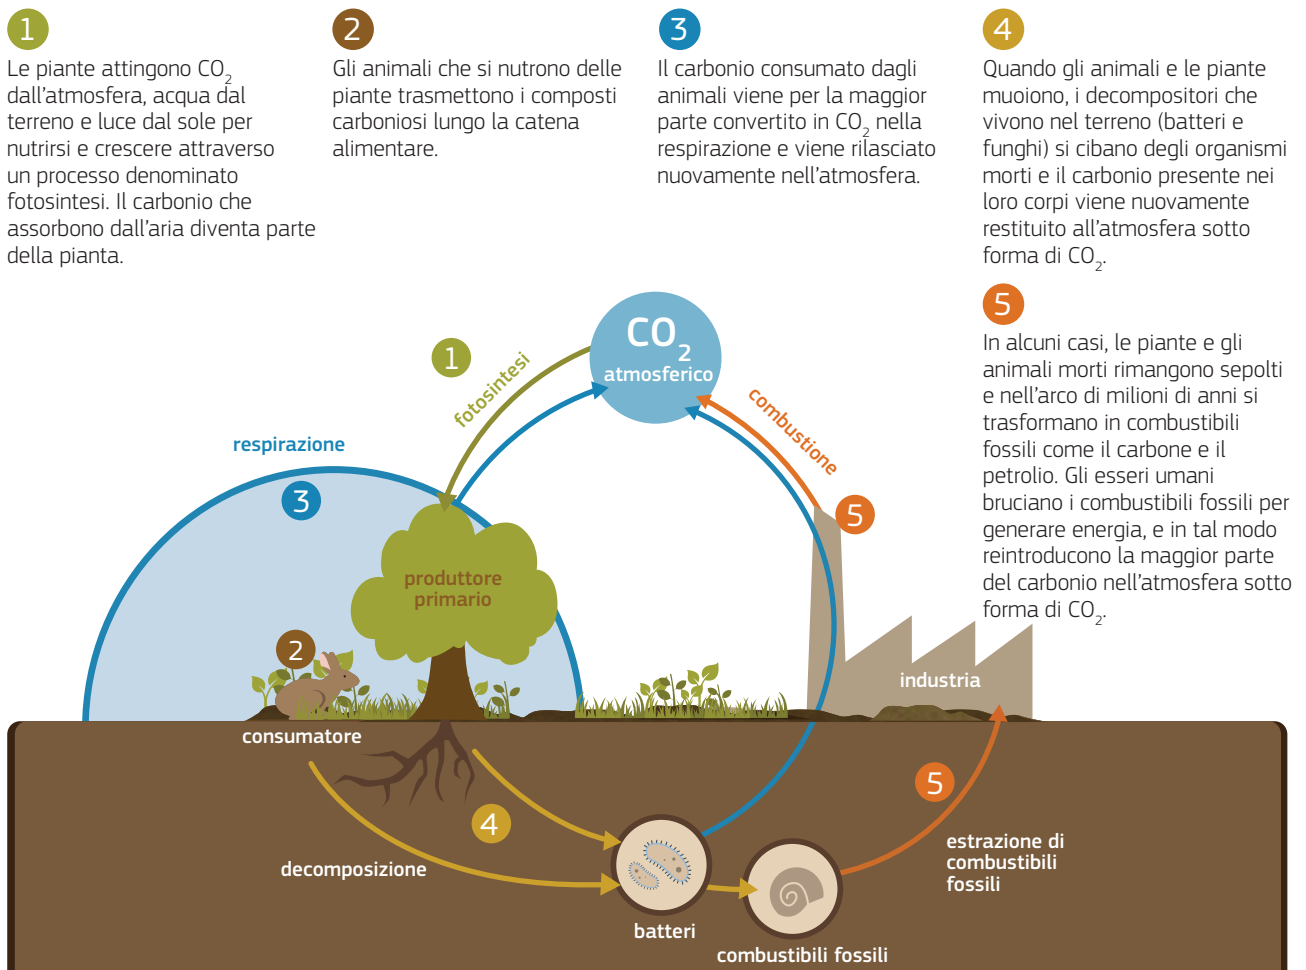 1
Le piante attingono CO2
dall'atmosfera, acqua dal
terreno e luce dal sole per
nutrirsi e crescere attraverso
un processo denominato
fotosintesi. Il carbonio che
assorbono dall'aria diventa parte
della pianta.
2
Gli animali che si nutrono delle
piante trasmettono i composti
carboniosi lungo la catena
alimentare.
3
Il carbonio consumato dagli
animali viene per la maggior
parte convertito in CO2 nella
respirazione e viene rilasciato
nuovamente nell'atmosfera.
4
Quando gli animali e le piante
muoiono, i decompositori che
vivono nel terreno (batteri e
funghi) si cibano degli organismi
morti e il carbonio presente nei
loro corpi viene nuovamente
restituito all'atmosfera sotto
forma di CO2.
5
In alcuni casi, le piante e gli
animali morti rimangono sepolti
e nell'arco di milioni di anni si
trasformano in combustibili
fossili come il carbone e il
petrolio. Gli esseri umani
bruciano i combustibili fossili per
generare energia, e in tal modo
reintroducono la maggior parte
del carbonio nell'atmosfera sotto
forma di CO2.
CO2
atmosferico
1
fotosintesi
combustione
respirazione
3
5
produttore
primario
2
industria
consumatore
4
5
decomposizione
estrazione di
combustibili
fossili
batteri
combustibili fossili